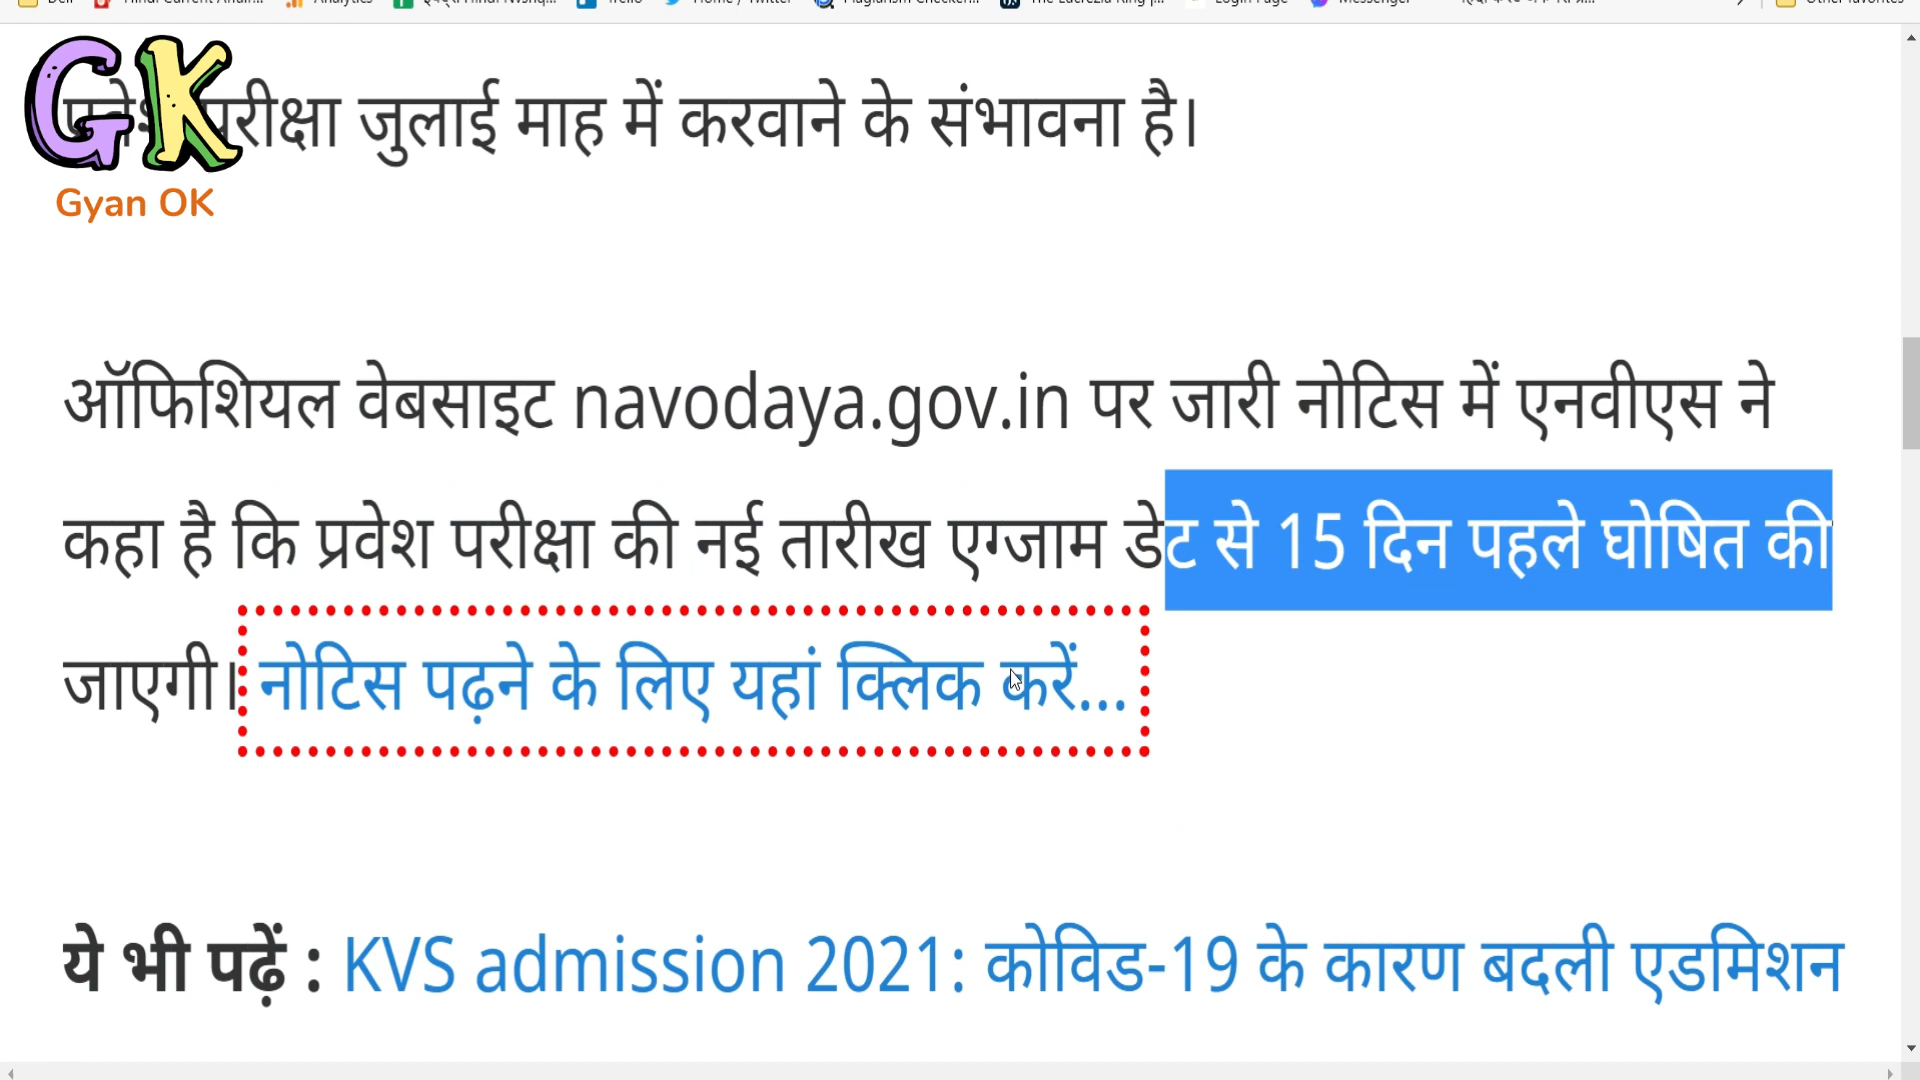 GK
Gyan OK
परीक्षा जुलाई माह में करवाने के संभावना है।
ऑफिशियल वेबसाइट navodaya.gov.in पर जारी नोटिस में एनवीएस ने
कहा है कि प्रवेश परीक्षा की नई तारीख एग्जाम डेट से 15 दिन पहले घोषित की
जाएगी। नोटिस पढ़ने के लिए यहां क्लिक करें...
ये भी पढ़ें : KVS admission 2021: कोविड-19 के कारण बदली एडमिशन